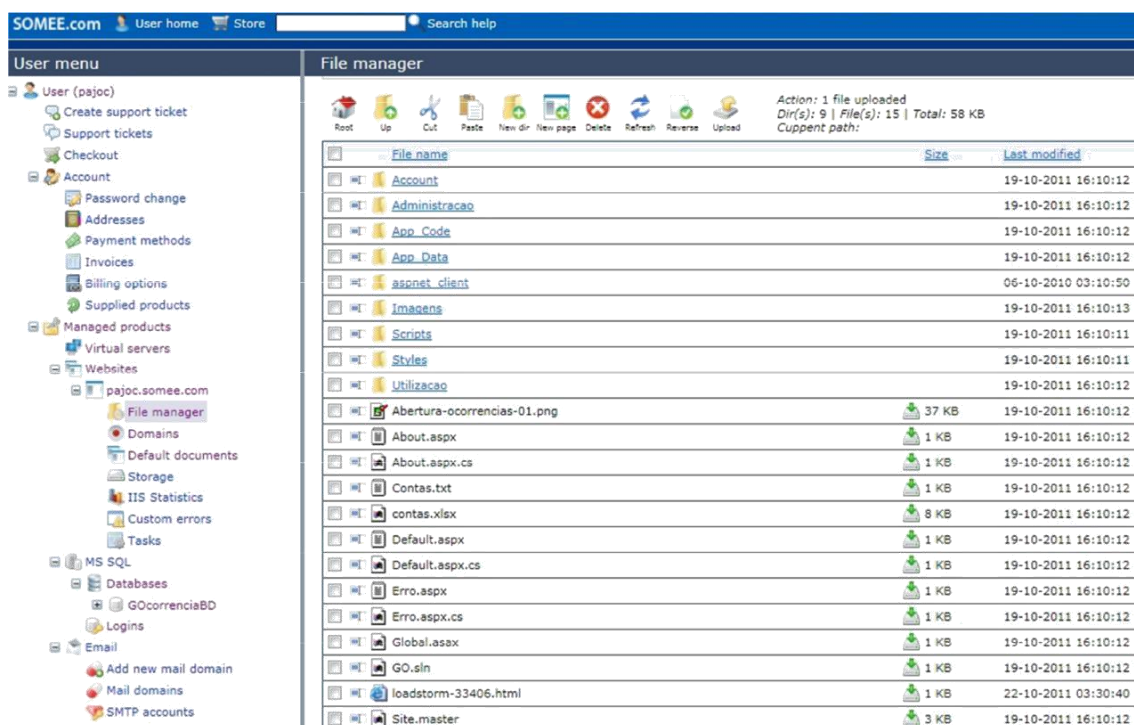 SOMEE.com User home Store Search help
User menu
User (pajoc)
Create support ticket
Support tickets
Checkout
Account
Password change
Addresses
Payment methods
Invoices
Billing options
Supplied products
Managed products
Virtual servers
Websites
pajoc.somee.com
File manager
Domains
Default documents
Storage
IIS Statistics
Custom errors
Tasks
MS SQL
Databases
GOcorrenciaBD
Logins
Email
Add new mail domain
Mail domains
SMTP accounts
File manager
Root Up Cut Paste New dir New page Delete Refresh Reverse Upload
Action: 1 file uploaded
Dir(s): 9 | File(s): 15 | Total: 58 KB
Cuppent path:
File name Size Last modified
Account 19-10-2011 16:10:12
Administracao 19-10-2011 16:10:12
App_Code 19-10-2011 16:10:12
App_Data 19-10-2011 16:10:12
aspnet_client 06-10-2010 03:10:50
Imagens 19-10-2011 16:10:13
Scripts 19-10-2011 16:10:11
Styles 19-10-2011 16:10:11
Utilizacao 19-10-2011 16:10:12
Abertura-ocorrencias-01.png 37 KB 19-10-2011 16:10:12
About.aspx 1 KB 19-10-2011 16:10:12
About.aspx.cs 1 KB 19-10-2011 16:10:12
Contas.txt 1 KB 19-10-2011 16:10:12
contas.xlsx 8 KB 19-10-2011 16:10:12
Default.aspx 1 KB 19-10-2011 16:10:12
Default.aspx.cs 1 KB 19-10-2011 16:10:12
Erro.aspx 1 KB 19-10-2011 16:10:12
Erro.aspx.cs 1 KB 19-10-2011 16:10:12
Global.asax 1 KB 19-10-2011 16:10:12
GO.sln 1 KB 19-10-2011 16:10:12
loadstorm-33406.html 1 KB 22-10-2011 03:30:40
Site.master 3 KB 19-10-2011 16:10:12